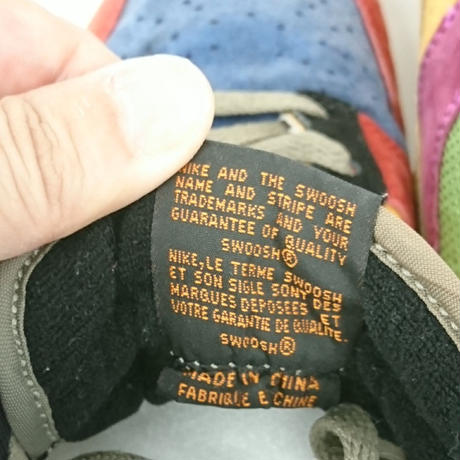 NIKE AND THE SWOOSH
NAME AND STRIPE ARE
TRADEMARKS AND YOUR
GUARANTEE OF QUALITY
SWOOSH®
NIKE, LE TERME SWOOSH
ET SON SIGLE SONT DES
MARQUES DEPOSEES ET
VOTRE GARANTIE DE QUALITE.
SWOOSH®
MADE IN CHINA
FABRIQUE E CHINE